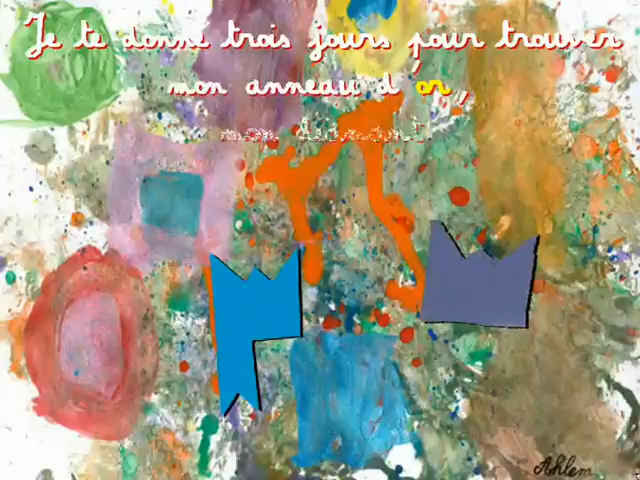 Je te donne trois jours pour trouver
mon anneau d'or,
mon diamant
Ahlem